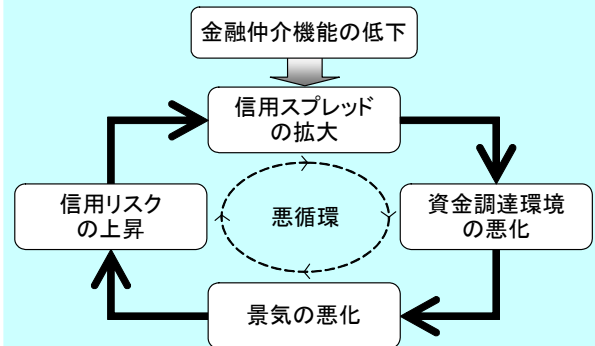 金融仲介機能の低下
信用スプレッド
の拡大
信用リスク
の上昇
悪循環
資金調達環境
の悪化
景気の悪化